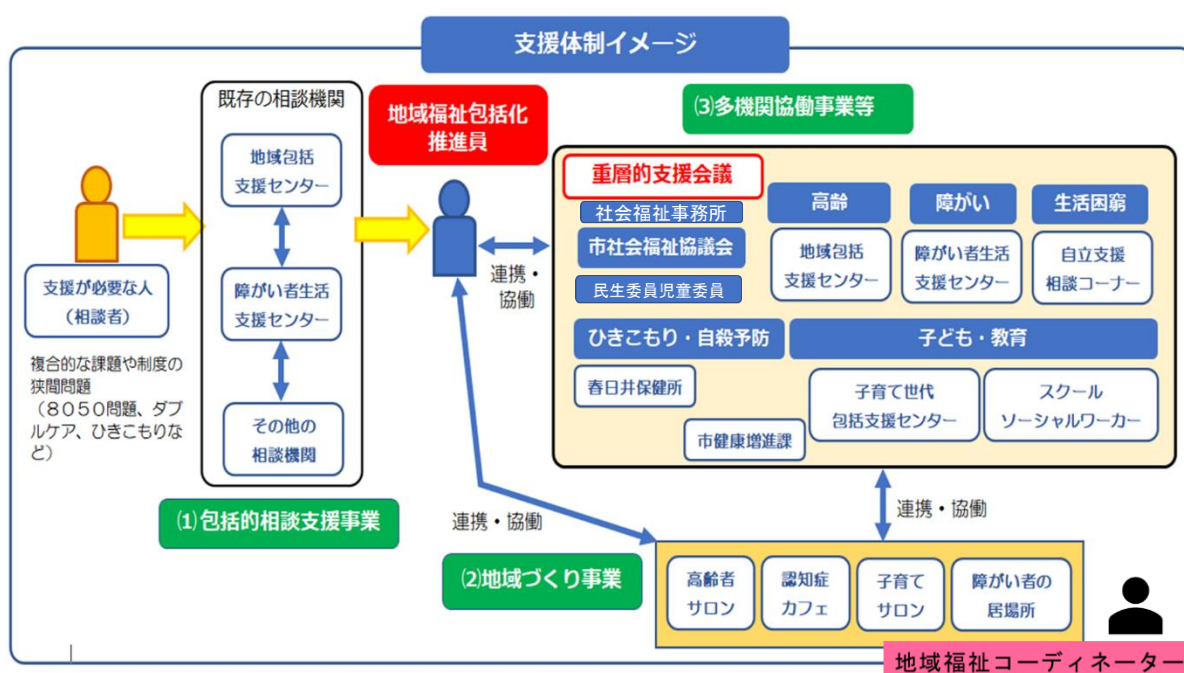 支援体制イメージ
既存の相談機関
地域包括
支援センター
障がい者生活
支援センター
その他の
相談機関
支援が必要な人
（相談者）
複合的な課題や制度の
狭間問題
（８０５０問題、ダブ
ルケア、ひきこもりな
ど）
⑴包括的相談支援事業
地域福祉包括化
推進員
連携・
協働
⑶多機関協働事業等
重層的支援会議
社会福祉事務所
市社会福祉協議会
民生委員児童委員
高齢
地域包括
支援センター
障がい
障がい者生活
支援センター
生活困窮
自立支援
相談コーナー
ひきこもり・自殺予防
春日井保健所
市健康増進課
子ども・教育
子育て世代
包括支援センター
スクール
ソーシャルワーカー
連携・協働
連携・協働
⑵地域づくり事業
高齢者
サロン
認知症
カフェ
子育て
サロン
障がい者の
居場所
地域福祉コーディネーター